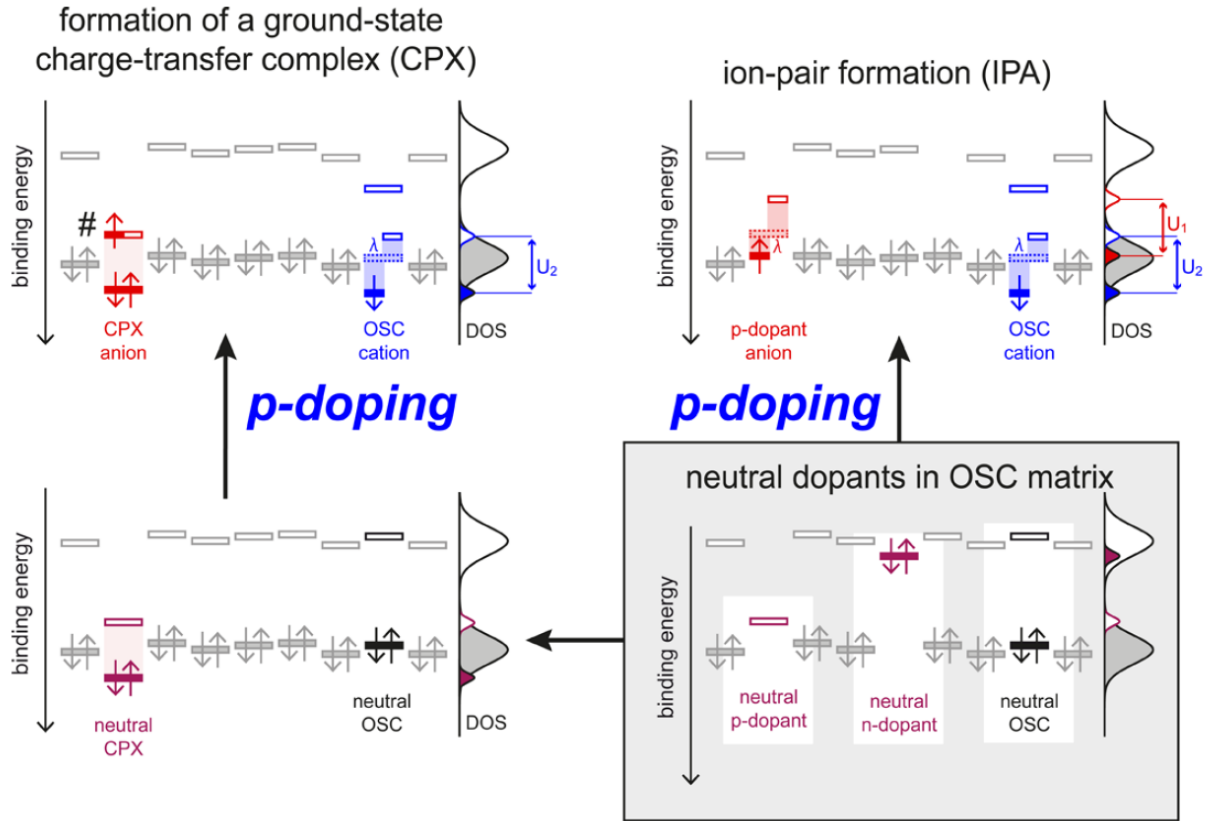 formation of a ground-state
charge-transfer complex (CPX)
binding energy
#
λ
U2
CPX
anion
OSC
cation
DOS
ion-pair formation (IPA)
binding energy
λ
λ
U1
U2
p-dopant
anion
OSC
cation
DOS
p-doping
p-doping
binding energy
neutral
CPX
neutral
OSC
DOS
neutral dopants in OSC matrix
binding energy
neutral
p-dopant
neutral
n-dopant
neutral
OSC